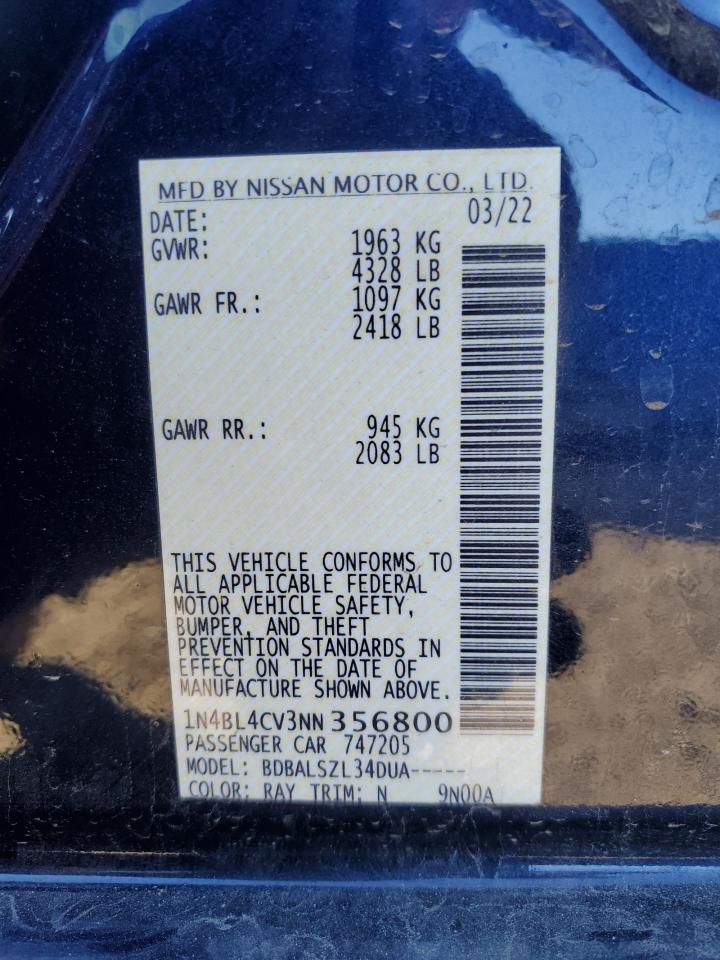 MFD BY NISSAN MOTOR CO., LTD.
DATE: 03/22
GVWR: 1963 KG
4328 LB
GAWR FR.: 1097 KG
2418 LB
GAWR RR.: 945 KG
2083 LB
THIS VEHICLE CONFORMS TO
ALL APPLICABLE FEDERAL
MOTOR VEHICLE SAFETY,
BUMPER, AND THEFT
PREVENTION STANDARDS IN
EFFECT ON THE DATE OF
MANUFACTURE SHOWN ABOVE.
1N4BL4CV3NN356800
PASSENGER CAR 747205
MODEL: BDBALSZL34DUA-----
COLOR: RAY TRIM: N 9N00A